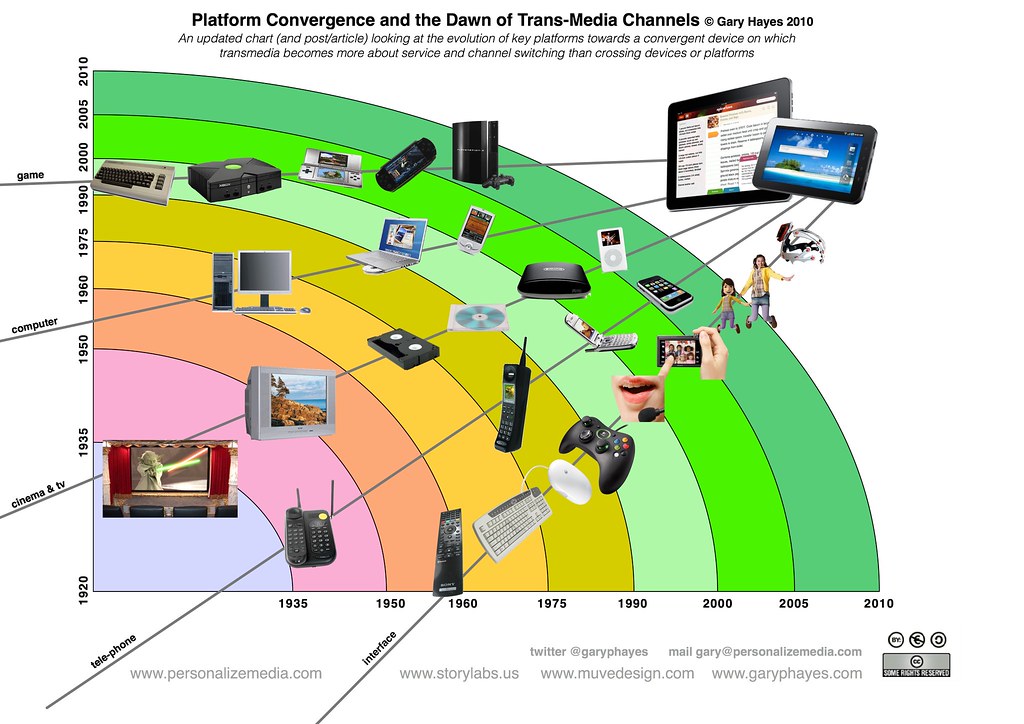 Platform Convergence and the Dawn of Trans-Media Channels © Gary Hayes 2010
An updated chart (and post/article) looking at the evolution of key platforms towards a convergent device on which
transmedia becomes more about service and channel switching than crossing devices or platforms
2010
2005
2000
1990
1975
1960
1950
1935
1920
game
computer
cinema & tv
tele-phone
interface
SONY
1935
1950
1960
1975
1990
2000
2005
2010
twitter @garyphayes mail gary@personalizemedia.com
www.personalizemedia.com www.storylabs.us www.muvedesign.com www.garyphayes.com
BY:
cc
SOME RIGHTS RESERVED